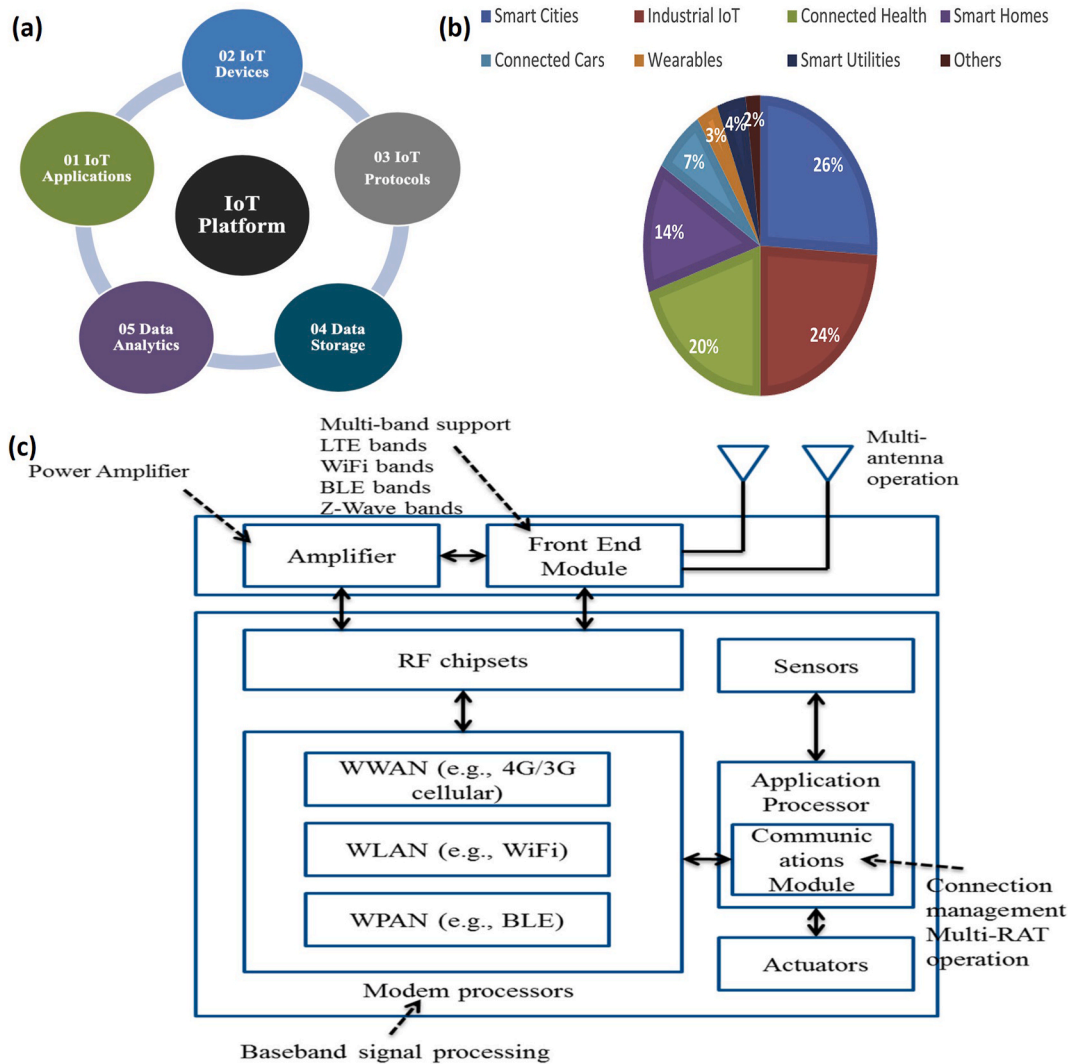 (a)
02 IoT
Devices
01 IoT
Applications
03 IoT
Protocols
IoT
Platform
05 Data
Analytics
04 Data
Storage
(b)
Smart Cities
Industrial IoT
Connected Health
Smart Homes
Connected Cars
Wearables
Smart Utilities
Others
2%
4%
3%
7%
26%
14%
20%
24%
(c)
Power Amplifier
Multi-band support
LTE bands
WiFi bands
BLE bands
Z-Wave bands
Multi-
antenna
operation
Amplifier
Front End
Module
RF chipsets
Sensors
WWAN (e.g., 4G/3G
cellular)
WLAN (e.g., WiFi)
WPAN (e.g., BLE)
Modem processors
Application
Processor
Communic
ations
Module
Connection
management
Multi-RAT
operation
Actuators
Baseband signal processing